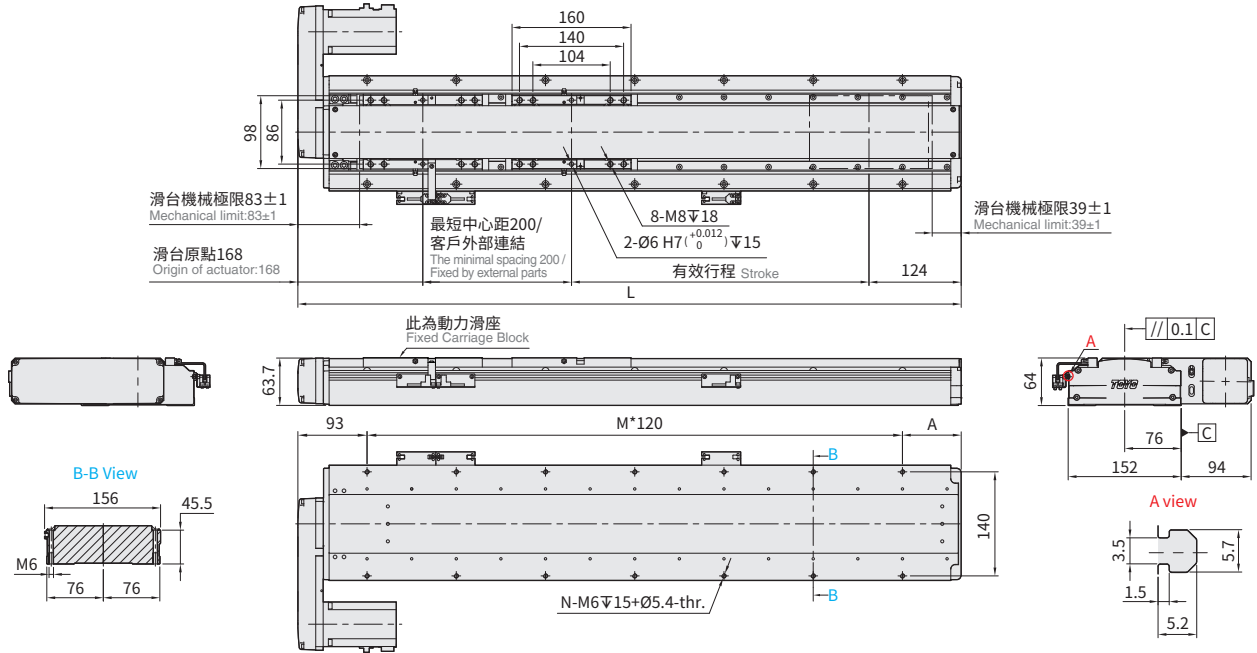 160
140
104
98
86
滑台機械極限83±1
Mechanical limit:83±1
滑台原點168
Origin of actuator:168
最短中心距200/
客戶外部連結
The minimal spacing 200 /
Fixed by external parts
8-M8↧18
2-Ø6 H7(+0.012 0)↧15
有效行程 Stroke
滑台機械極限39±1
Mechanical limit:39±1
124
L
此為動力滑座
Fixed Carriage Block
63.7
// 0.1 C
A
64
TOYO
76
C
152
94
93
M*120
A
B-B View
156
45.5
M6
76
76
B
140
B
N-M6↧15+Ø5.4-thr.
A view
3.5
5.7
1.5
5.2